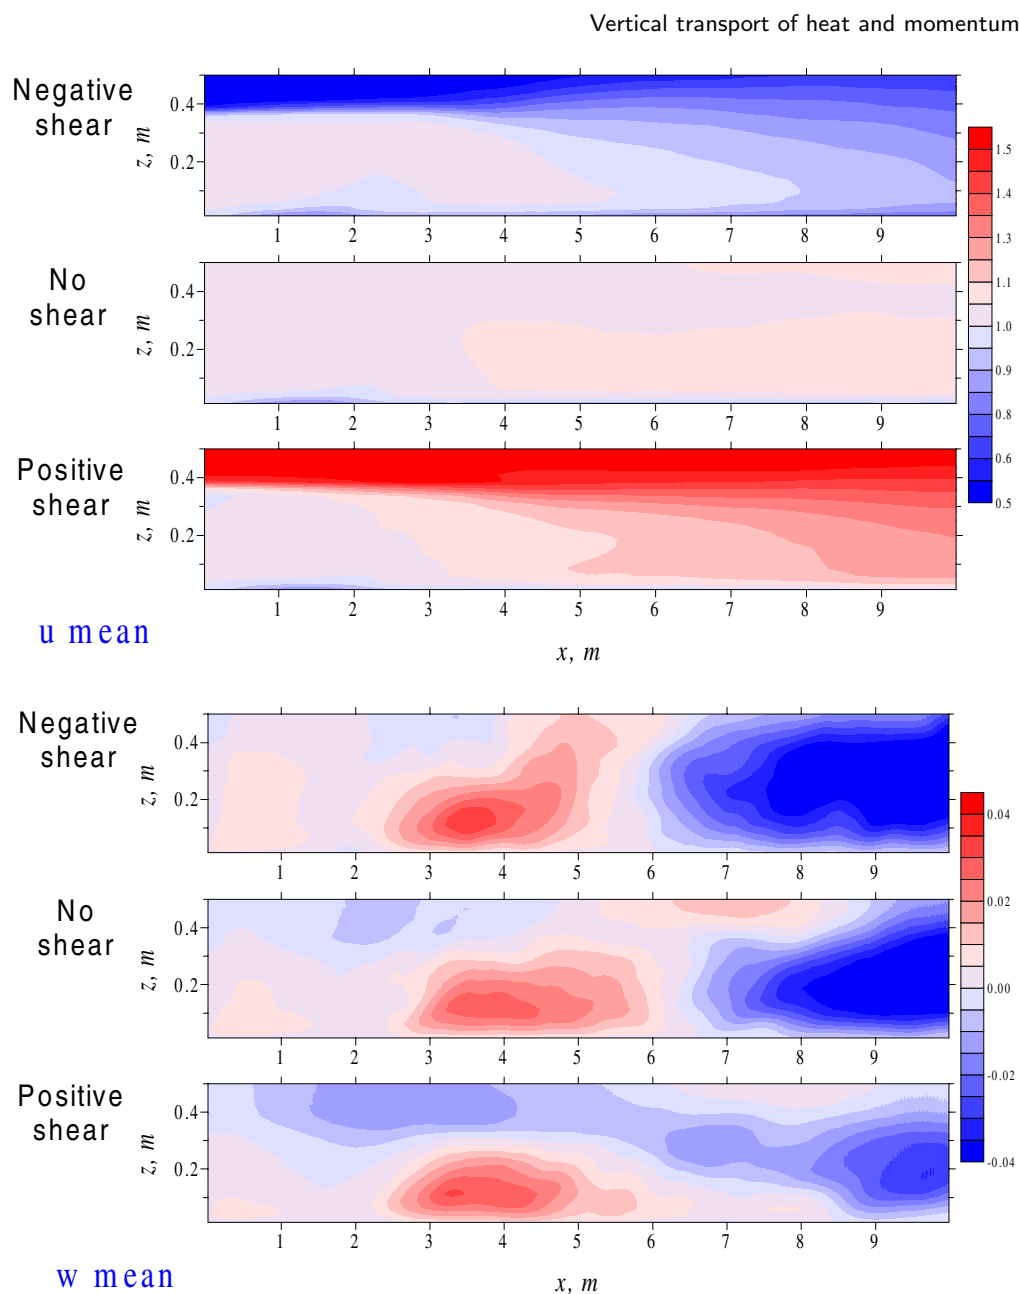 Vertical transport of heat and momentum
Negative
shear
z, m
0.4
0.2
1 2 3 4 5 6 7 8 9
No
shear
z, m
0.4
0.2
1 2 3 4 5 6 7 8 9
Positive
shear
z, m
0.4
0.2
1 2 3 4 5 6 7 8 9
1.5
1.4
1.3
1.1
1.0
0.9
0.8
0.6
0.5
u mean
x, m
Negative
shear
z, m
0.4
0.2
1 2 3 4 5 6 7 8 9
No
shear
z, m
0.4
0.2
1 2 3 4 5 6 7 8 9
Positive
shear
z, m
0.4
0.2
1 2 3 4 5 6 7 8 9
0.04
0.02
0.00
-0.02
-0.04
w mean
x, m